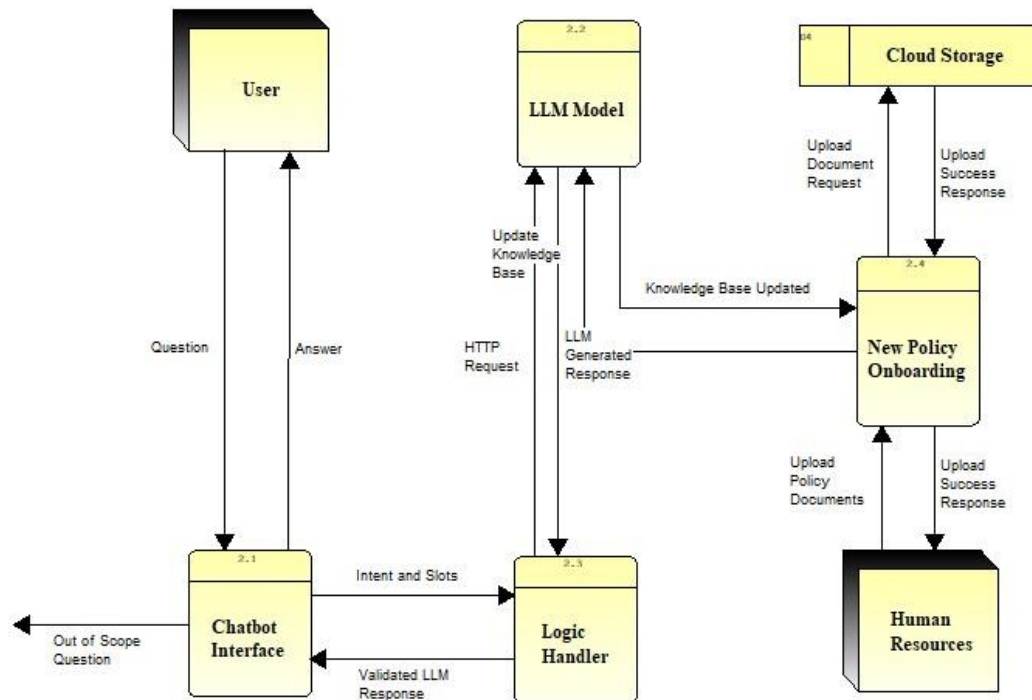 2.2
LLM Model
04
Cloud Storage
User
Upload
Document
Request
Upload
Success
Response
Update
Knowledge
Base
2.4
New Policy
Onboarding
Knowledge Base Updated
Question
Answer
HTTP
Request
LLM
Generated
Response
Upload
Policy
Documents
Upload
Success
Response
2.1
Chatbot
Interface
Intent and Slots
2.3
Logic
Handler
Human
Resources
Out of Scope
Question
Validated LLM
Response